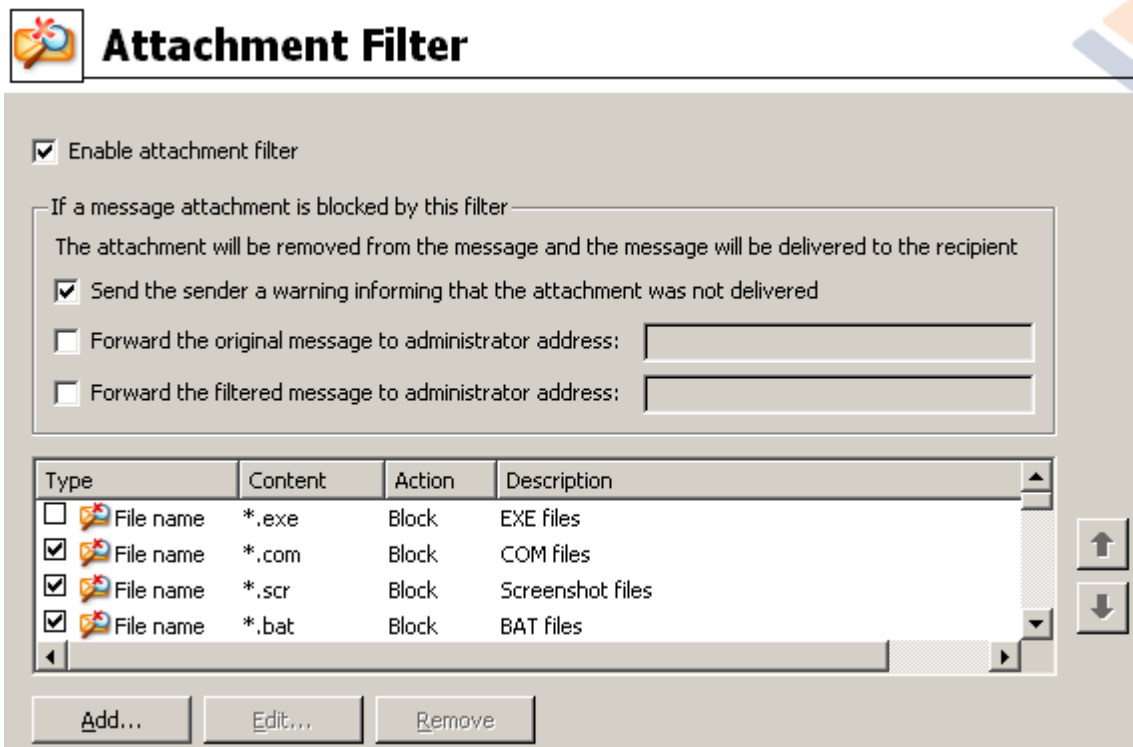 Attachment Filter
Enable attachment filter
If a message attachment is blocked by this filter
The attachment will be removed from the message and the message will be delivered to the recipient
Send the sender a warning informing that the attachment was not delivered
Forward the original message to administrator address:
Forward the filtered message to administrator address:
Type Content Action Description
File name *.exe Block EXE files
File name *.com Block COM files
File name *.scr Block Screenshot files
File name *.bat Block BAT files
Add... Edit... Remove